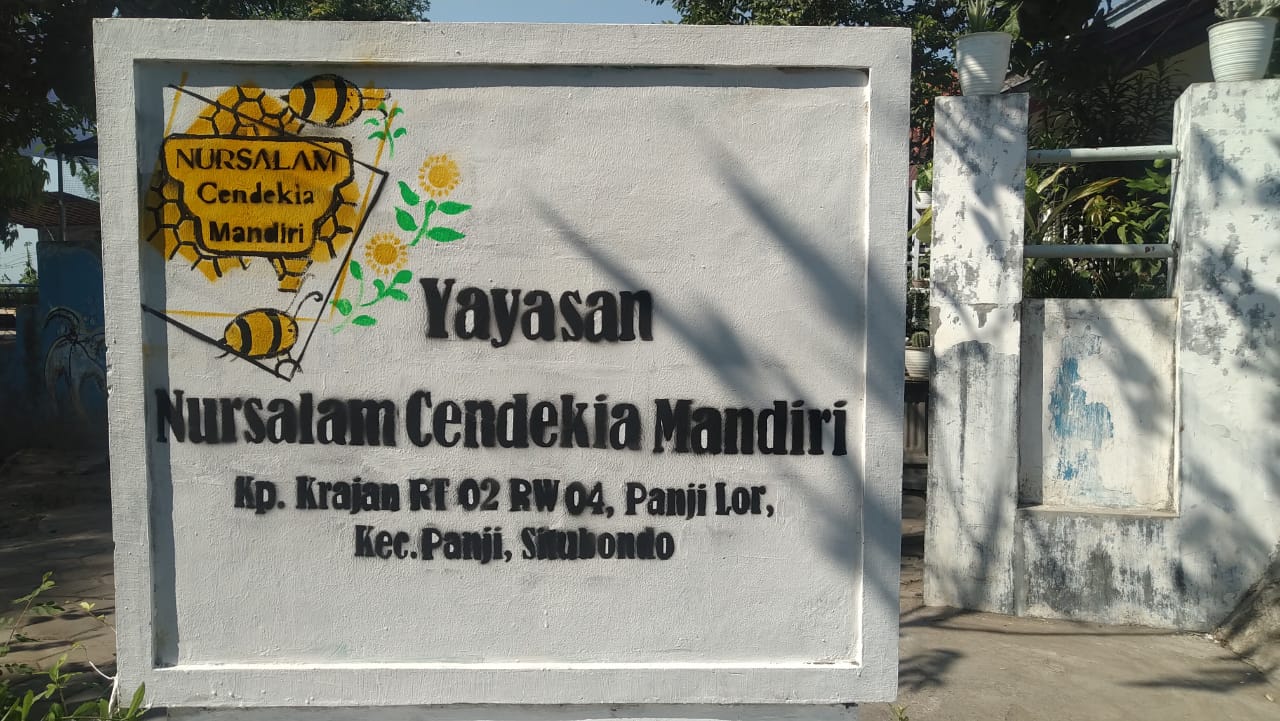 NURSALAM
Cendekia
Mandiri
Yayasan
Nursalam Cendekia Mandiri
Kp. Krajan RT 02 RW 04, Panji Lor,
Kec. Panji, Situbondo